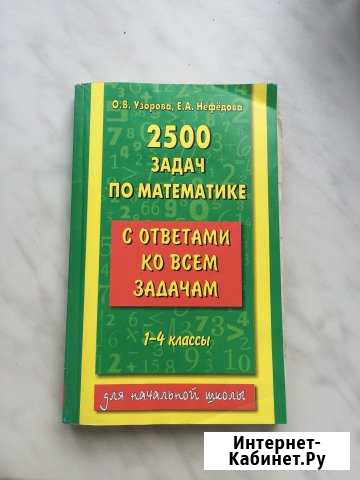 О.В. Узорова, Е.А. Нефёдова
2500
ЗАДАЧ
ПО МАТЕМАТИКЕ
С ОТВЕТАМИ
КО ВСЕМ
ЗАДАЧАМ
1-4 классы
для начальной школы
Интернет-
Кабинет.Ру